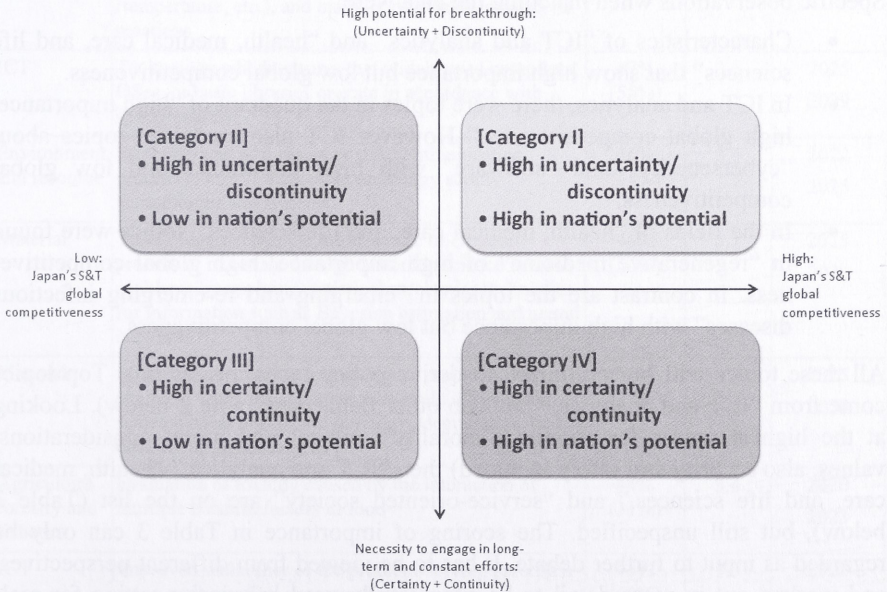 High potential for breakthrough:
(Uncertainty + Discontinuity)
[Category II]
• High in uncertainty/
discontinuity
• Low in nation's potential
[Category I]
• High in uncertainty/
discontinuity
• High in nation's potential
Low:
Japan's S&T
global
competitiveness
High:
Japan's S&T
global
competitiveness
[Category III]
• High in certainty/
continuity
• Low in nation's potential
[Category IV]
• High in certainty/
continuity
• High in nation's potential
Necessity to engage in long-
term and constant efforts:
(Certainty + Continuity)